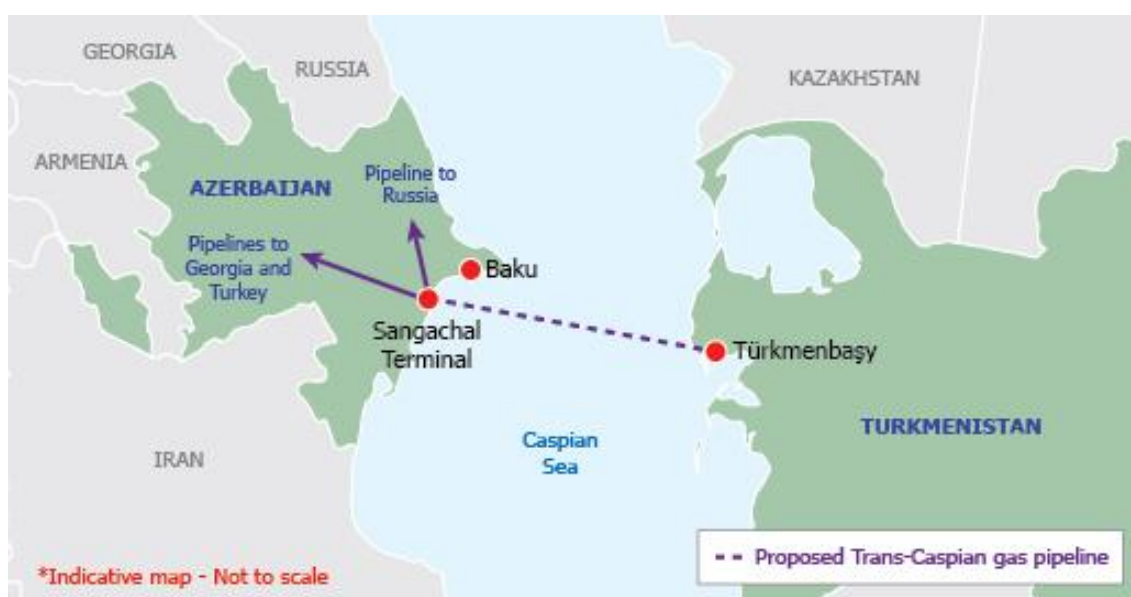 GEORGIA
RUSSIA
KAZAKHSTAN
ARMENIA
AZERBAIJAN
Pipeline to
Russia
Pipelines to
Georgia and
Turkey
Baku
Sangachal
Terminal
Türkmenbaşy
TURKMENISTAN
Caspian
Sea
IRAN
Proposed Trans-Caspian gas pipeline
*Indicative map - Not to scale